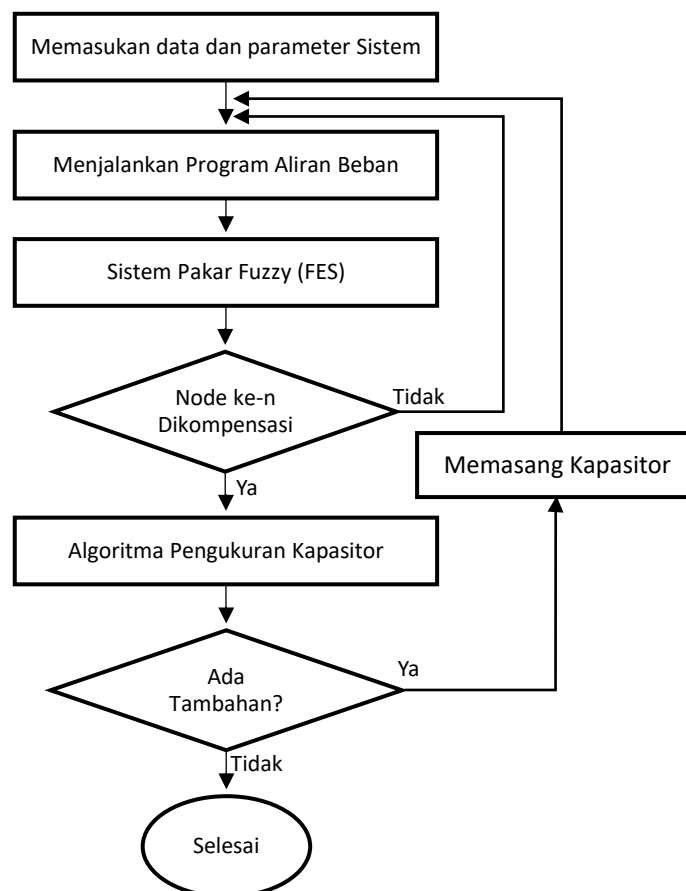 Memasukan data dan parameter Sistem
Menjalankan Program Aliran Beban
Sistem Pakar Fuzzy (FES)
Node ke-n
Dikompensasi
Tidak
Memasang Kapasitor
Ya
Algoritma Pengukuran Kapasitor
Ada
Tambahan?
Ya
Tidak
Selesai